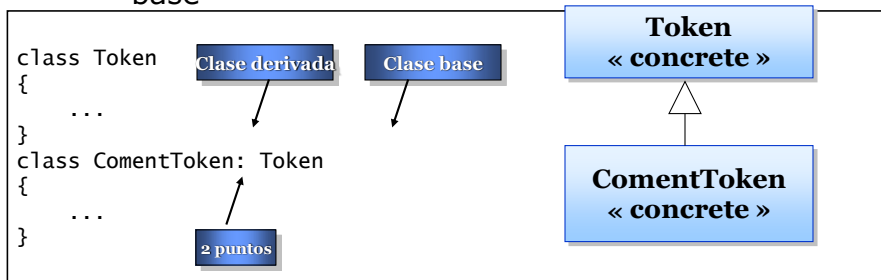 base
class Token
{
...
}
class ComentToken: Token
{
...
}
Clase derivada
Clase base
2 puntos
Token
« concrete »
ComentToken
« concrete »